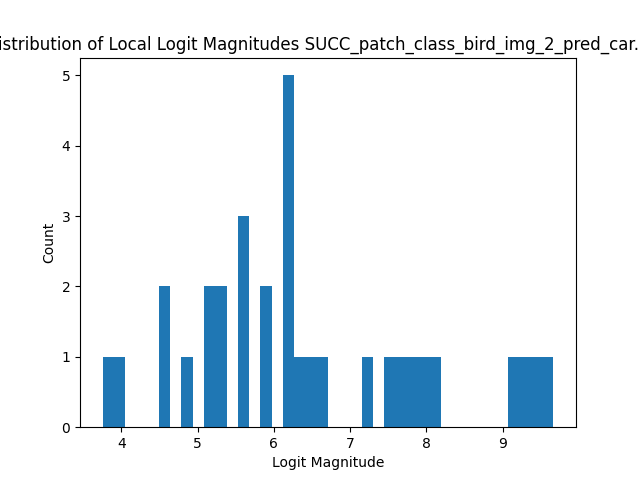 istribution of Local Logit Magnitudes SUCC_patch_class_bird_img_2_pred_car.
5
4
3
2
1
0
Count
4 5 6 7 8 9
Logit Magnitude